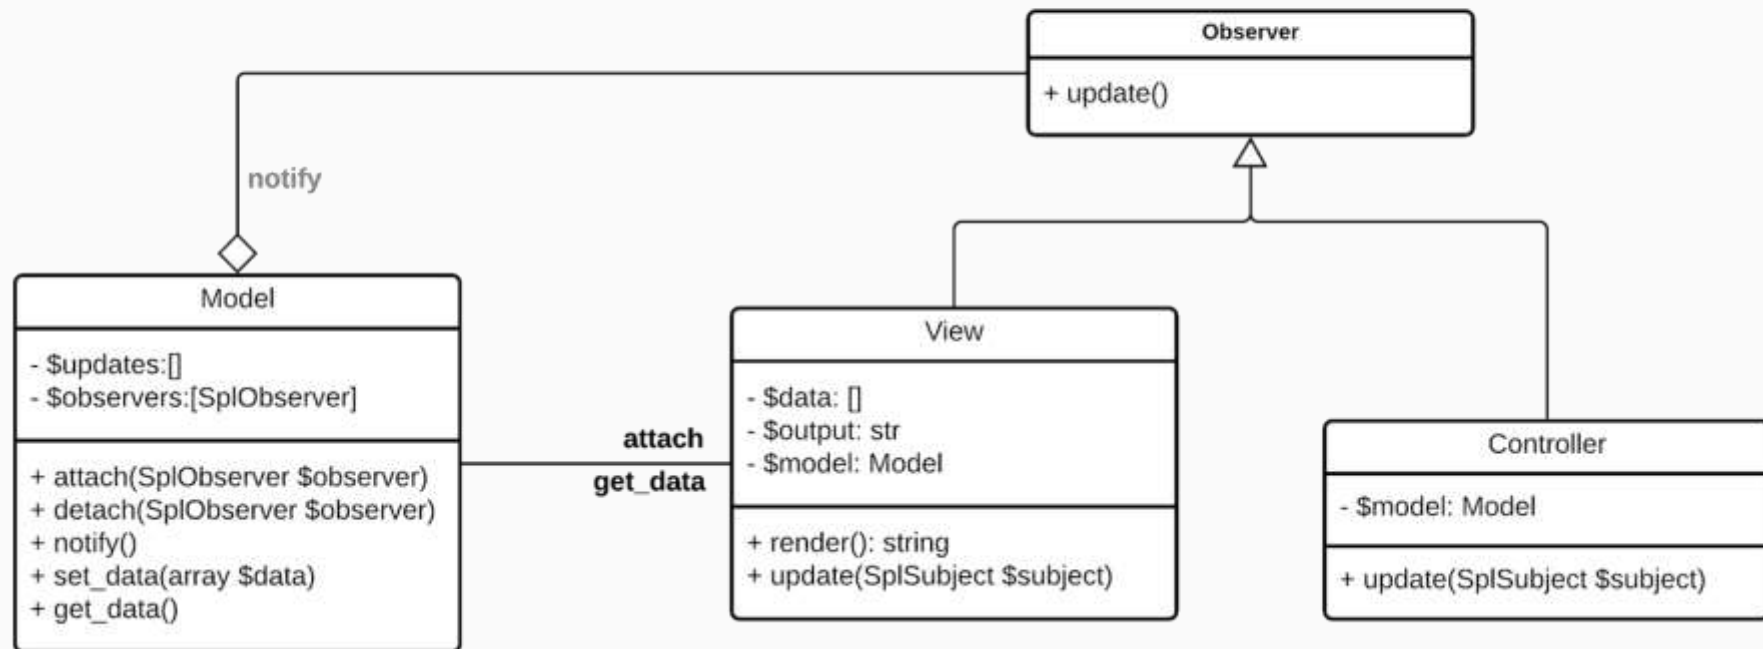 Observer
+ update()
notify
Model
- $updates:[]
- $observers:[SplObserver]
+ attach(SplObserver $observer)
+ detach(SplObserver $observer)
+ notify()
+ set_data(array $data)
+ get_data()
attach
get_data
View
- $data: []
- $output: str
- $model: Model
+ render(): string
+ update(SplSubject $subject)
Controller
- $model: Model
+ update(SplSubject $subject)